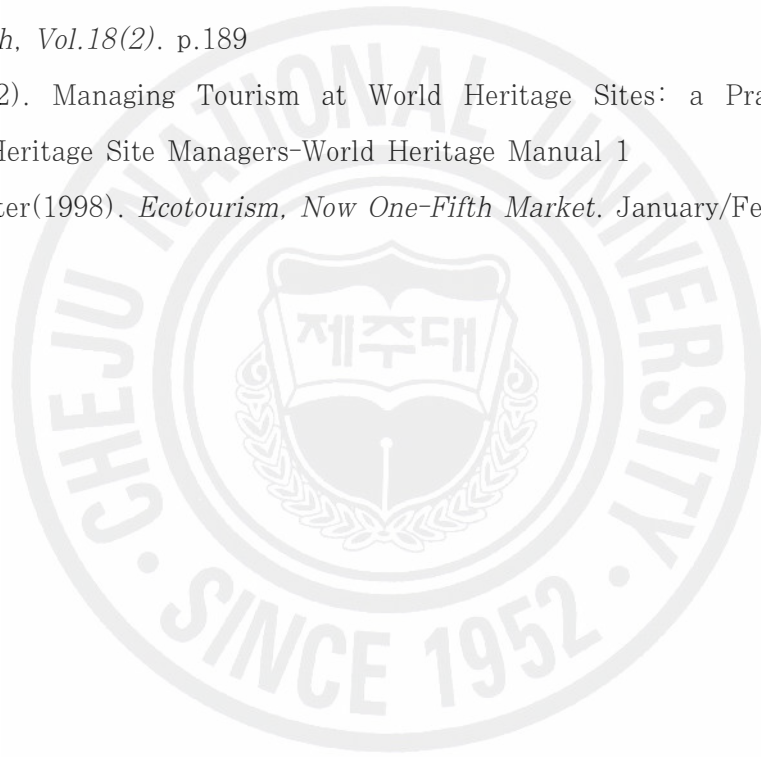 h, Vol.18(2). p.189
2). Managing Tourism at World Heritage Sites: a Pra
Heritage Site Managers-World Heritage Manual 1
ter(1998). Ecotourism, Now One-Fifth Market. January/Fe
CHEJU NATIONAL UNIVERSITY
제주대
· SINCE 1952 ·